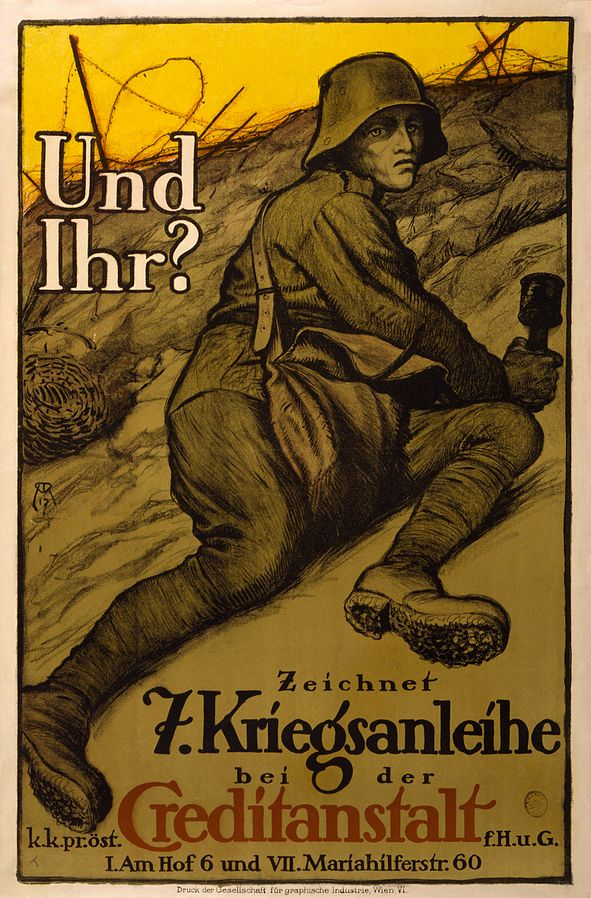 Und
Ihr?
17
Zeichnet
7. Kriegsanleihe
bei der
Creditanstalt
k.k.pr.öst. f.H.u.G.
I. Am Hof 6 und VII. Mariahilferstr. 60
Druck der Gesellschaft für graphische Industrie, Wien VI.